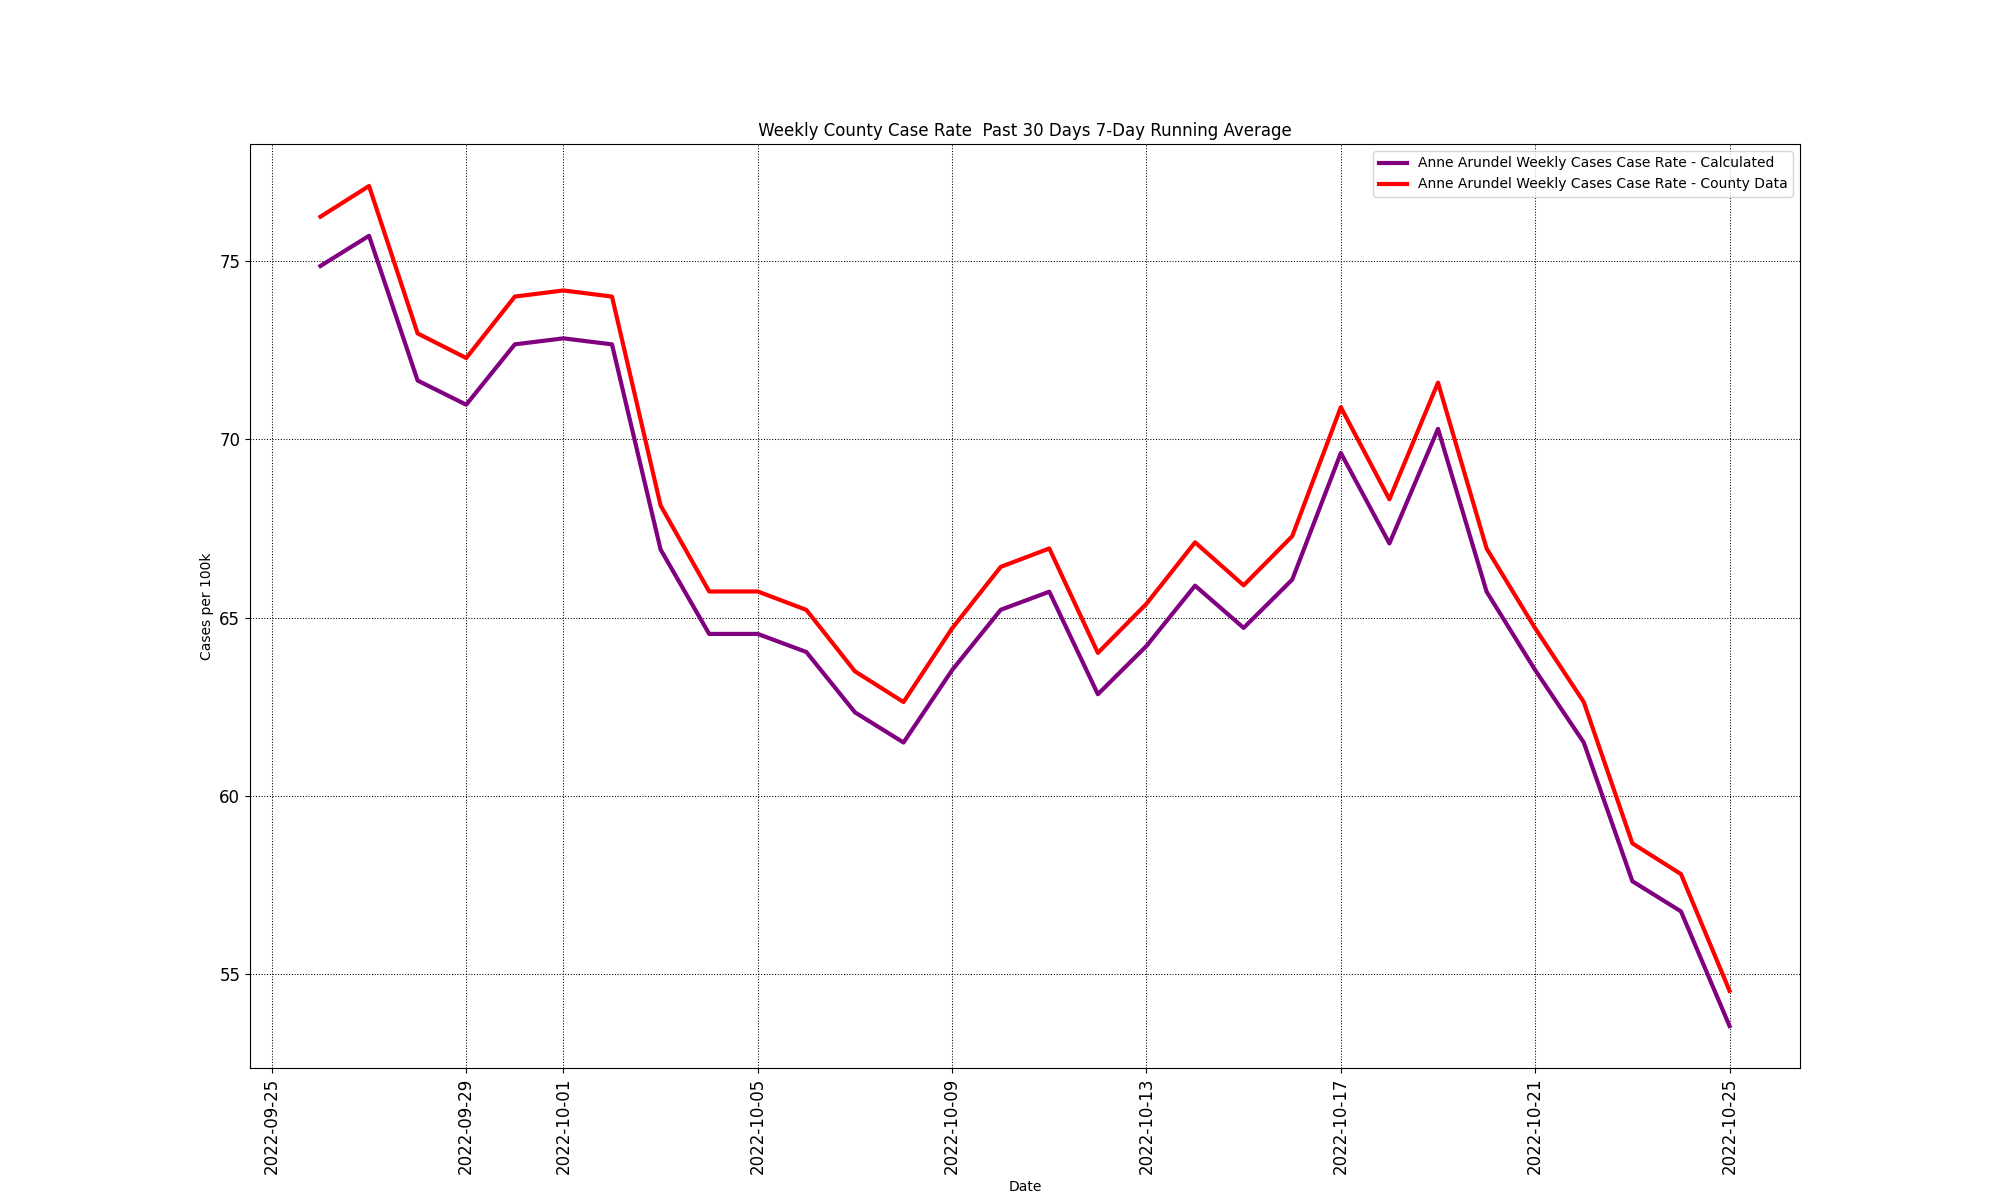 Weekly County Case Rate  Past 30 Days 7-Day Running Average
Anne Arundel Weekly Cases Case Rate - Calculated
Anne Arundel Weekly Cases Case Rate - County Data
75
70
65
60
55
Cases per 100k
2022-09-25
2022-09-29
2022-10-01
2022-10-05
2022-10-09
2022-10-13
2022-10-17
2022-10-21
2022-10-25
Date